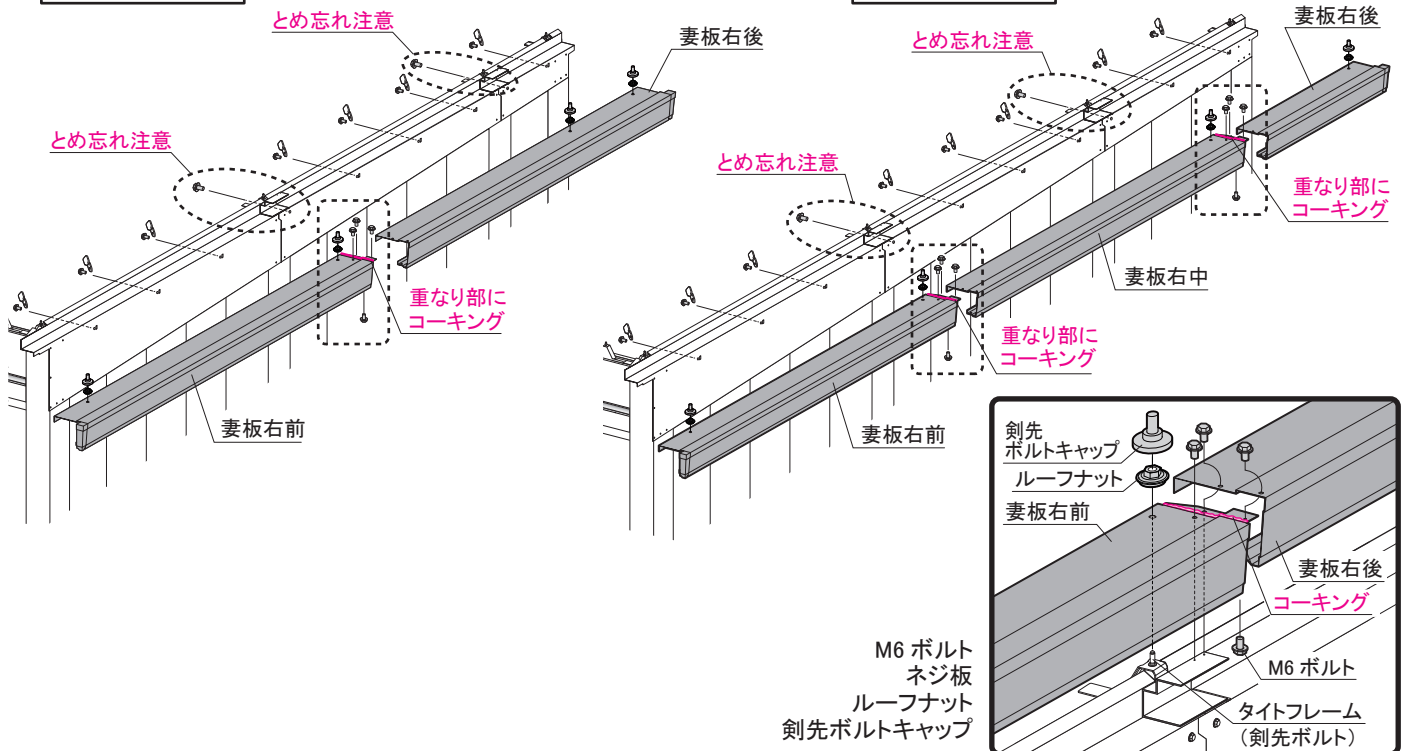 とめ忘れ注意
妻板右後
とめ忘れ注意
重なり部に
コーキング
妻板右前
妻板右後
とめ忘れ注意
とめ忘れ注意
重なり部に
コーキング
妻板右中
重なり部に
コーキング
妻板右前
剣先
ボルトキャップ
ルーフナット
妻板右前
妻板右後
コーキング
M6 ボルト
タイトフレーム
(剣先ボルト)
M6 ボルト
ネジ板
ルーフナット
剣先ボルトキャップ